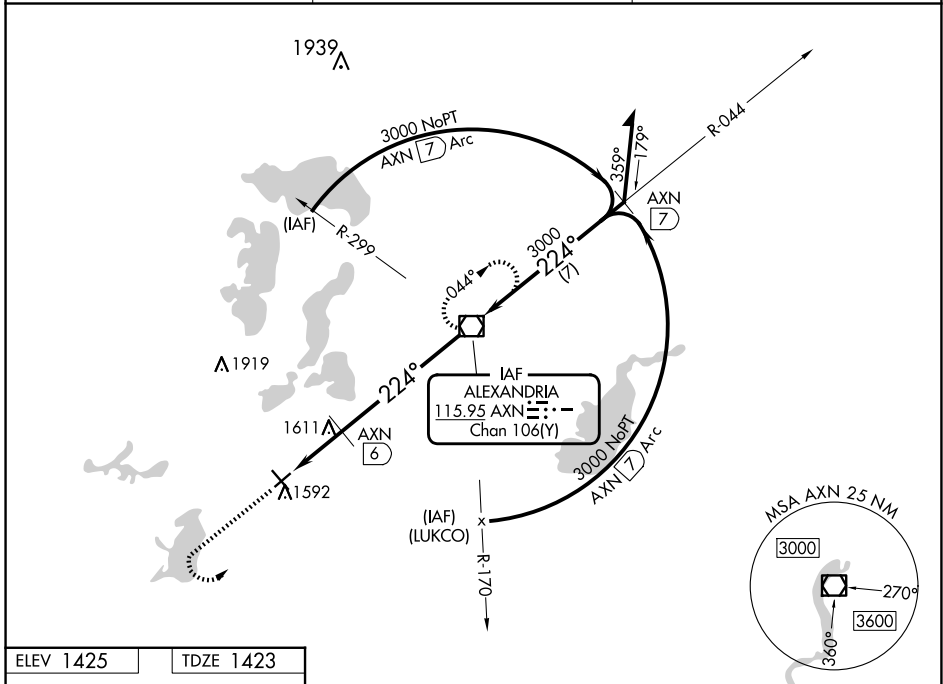 1939
3000 NoPT
AXN 7 Arc
R-044
359°
179°
AXN
7
(IAF)
R-299
3000
224°
(7)
044°
1919
224°
IAF
ALEXANDRIA
115.95 AXN
Chan 106(Y)
1611
AXN
6
1592
3000 NoPT
AXN 7 Arc
(IAF)
(LUKCO)
R-170
MSA AXN 25 NM
3000
270°
3600
360°
ELEV 1425
TDZE 1423